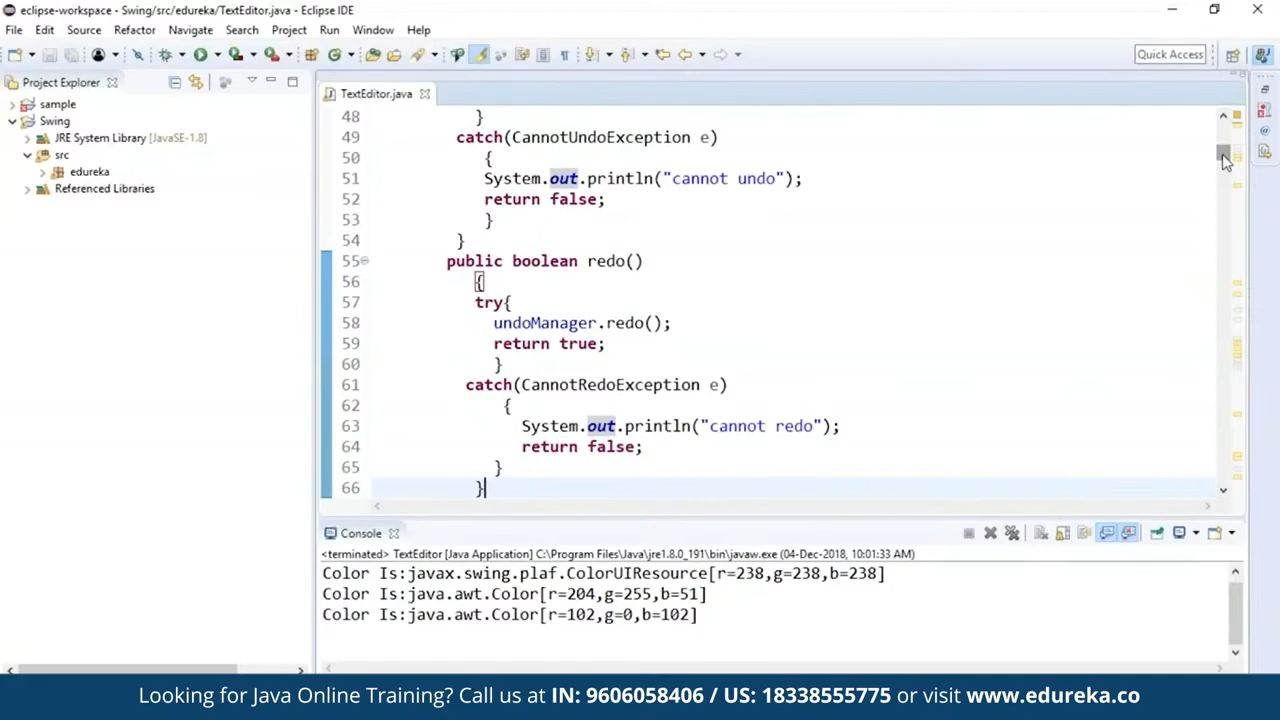 eclipse-workspace - Swing/src/edureka/TextEditor.java - Eclipse IDE
File Edit Source Refactor Navigate Search Project Run Window Help
Quick Access
Project Explorer
sample
Swing
JRE System Library [JavaSE-1.8]
src
edureka
Referenced Libraries
TextEditor.java
48 }
49 catch(CannotUndoException e)
50 {
51 System.out.println("cannot undo");
52 return false;
53 }
54 }
55 public boolean redo()
56 {
57 try{
58 undoManager.redo();
59 return true;
60 }
61 catch(CannotRedoException e)
62 {
63 System.out.println("cannot redo");
64 return false;
65 }
66 }
Console
<terminated> TextEditor [Java Application] C:\Program Files\Java\jre1.8.0_191\bin\javaw.exe (04-Dec-2018, 10:01:33 AM)
Color Is:javax.swing.plaf.ColorUIResource[r=238,g=238,b=238]
Color Is:java.awt.Color[r=204,g=255,b=51]
Color Is:java.awt.Color[r=102,g=0,b=102]
Looking for Java Online Training? Call us at IN: 9606058406 / US: 18338555775 or visit www.edureka.co